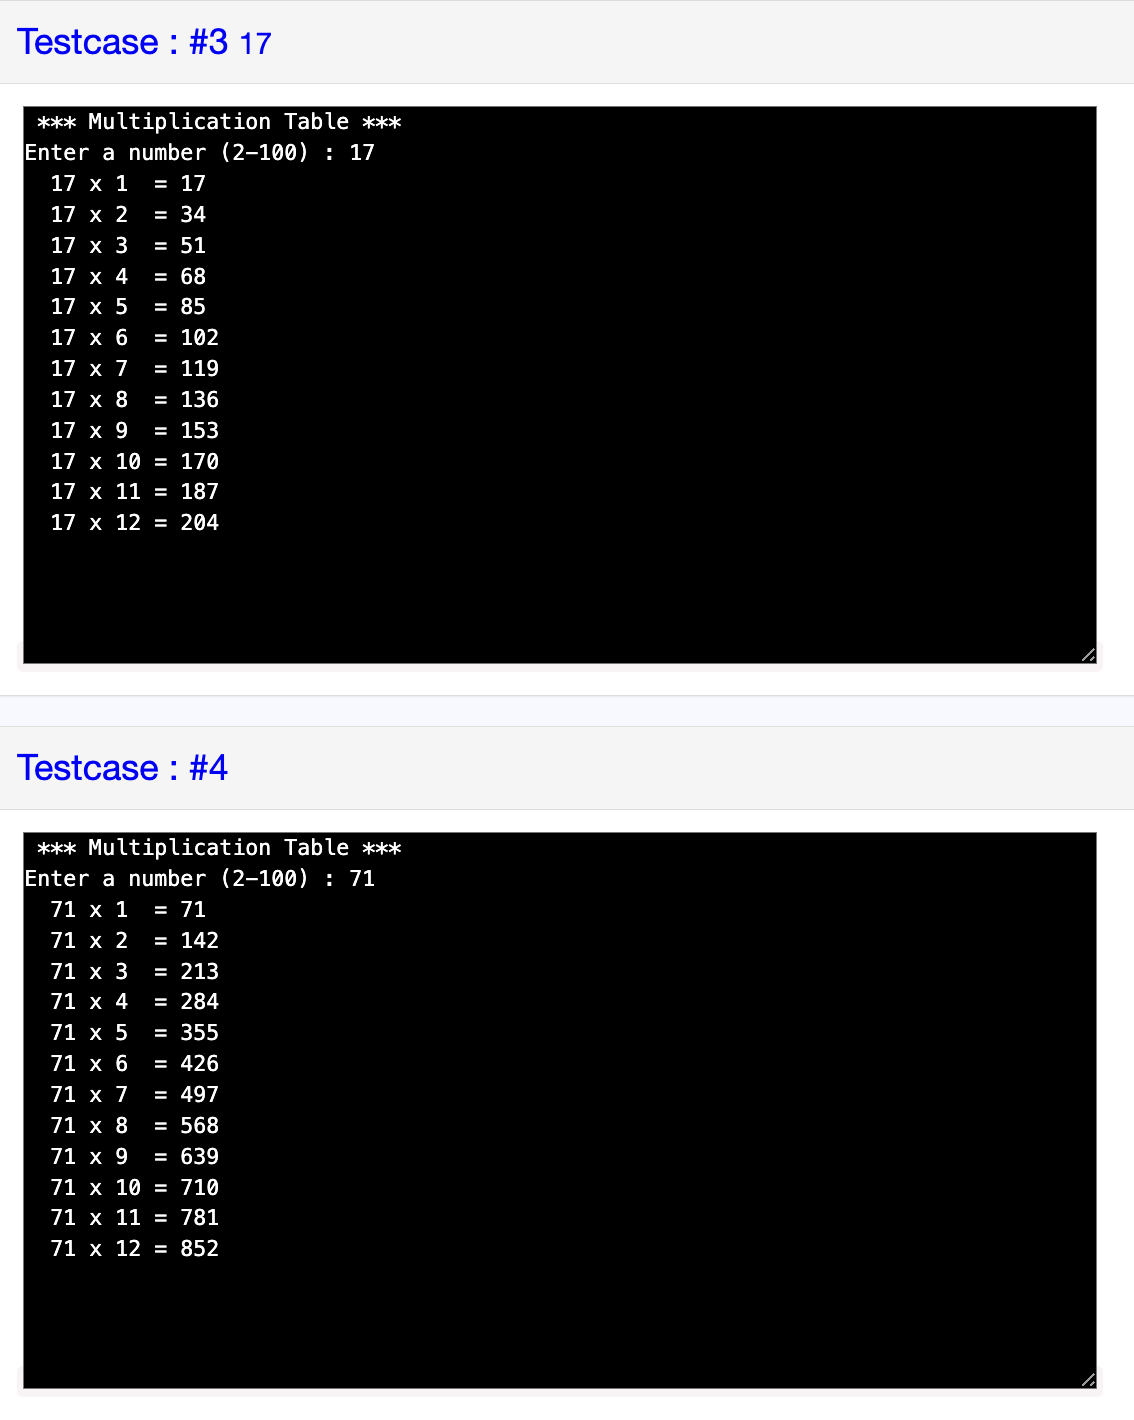 Testcase : #3 17
 *** Multiplication Table ***
Enter a number (2-100) : 17
  17 x 1  = 17
  17 x 2  = 34
  17 x 3  = 51
  17 x 4  = 68
  17 x 5  = 85
  17 x 6  = 102
  17 x 7  = 119
  17 x 8  = 136
  17 x 9  = 153
  17 x 10 = 170
  17 x 11 = 187
  17 x 12 = 204
Testcase : #4
 *** Multiplication Table ***
Enter a number (2-100) : 71
  71 x 1  = 71
  71 x 2  = 142
  71 x 3  = 213
  71 x 4  = 284
  71 x 5  = 355
  71 x 6  = 426
  71 x 7  = 497
  71 x 8  = 568
  71 x 9  = 639
  71 x 10 = 710
  71 x 11 = 781
  71 x 12 = 852